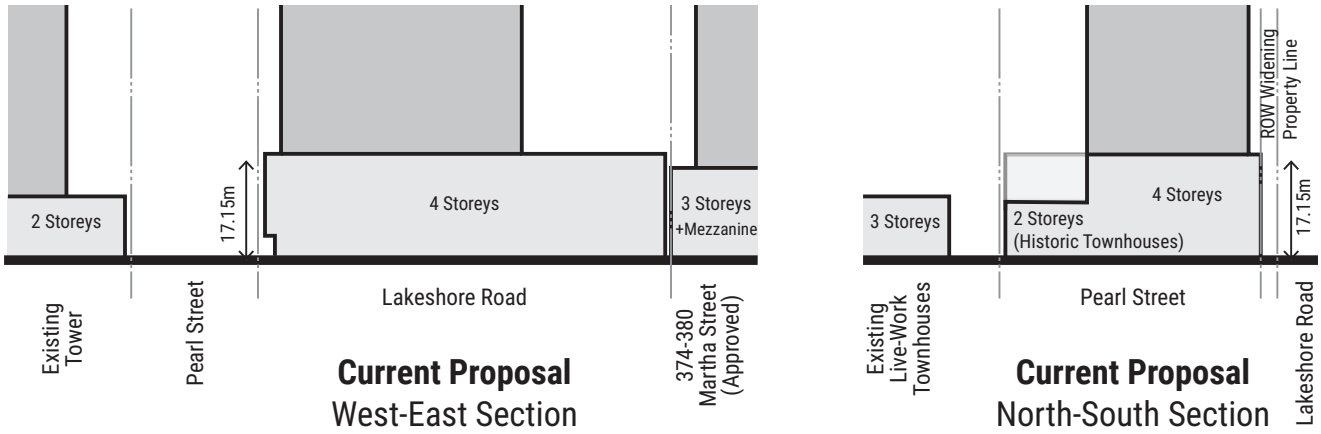 2 Storeys
17.15m
4 Storeys
3 Storeys
+Mezzanine
Existing
Tower
Pearl Street
Lakeshore Road
374-380
Martha Street
(Approved)
Current Proposal
West-East Section
3 Storeys
2 Storeys
(Historic Townhouses)
4 Storeys
ROW Widening
Property Line
17.15m
Existing
Live-Work
Townhouses
Pearl Street
Lakeshore Road
Current Proposal
North-South Section